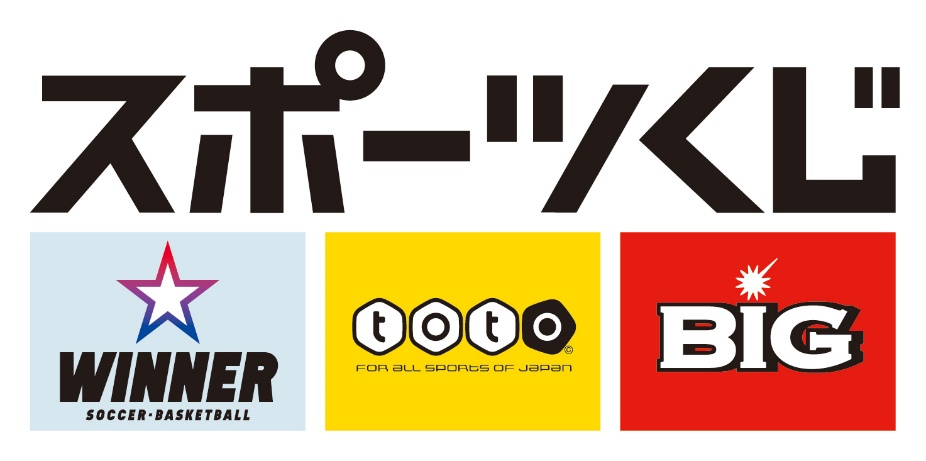 スポーツくじ
WINNER
SOCCER・BASKETBALL
toto
©
FOR ALL SPORTS OF JAPAN
BIG